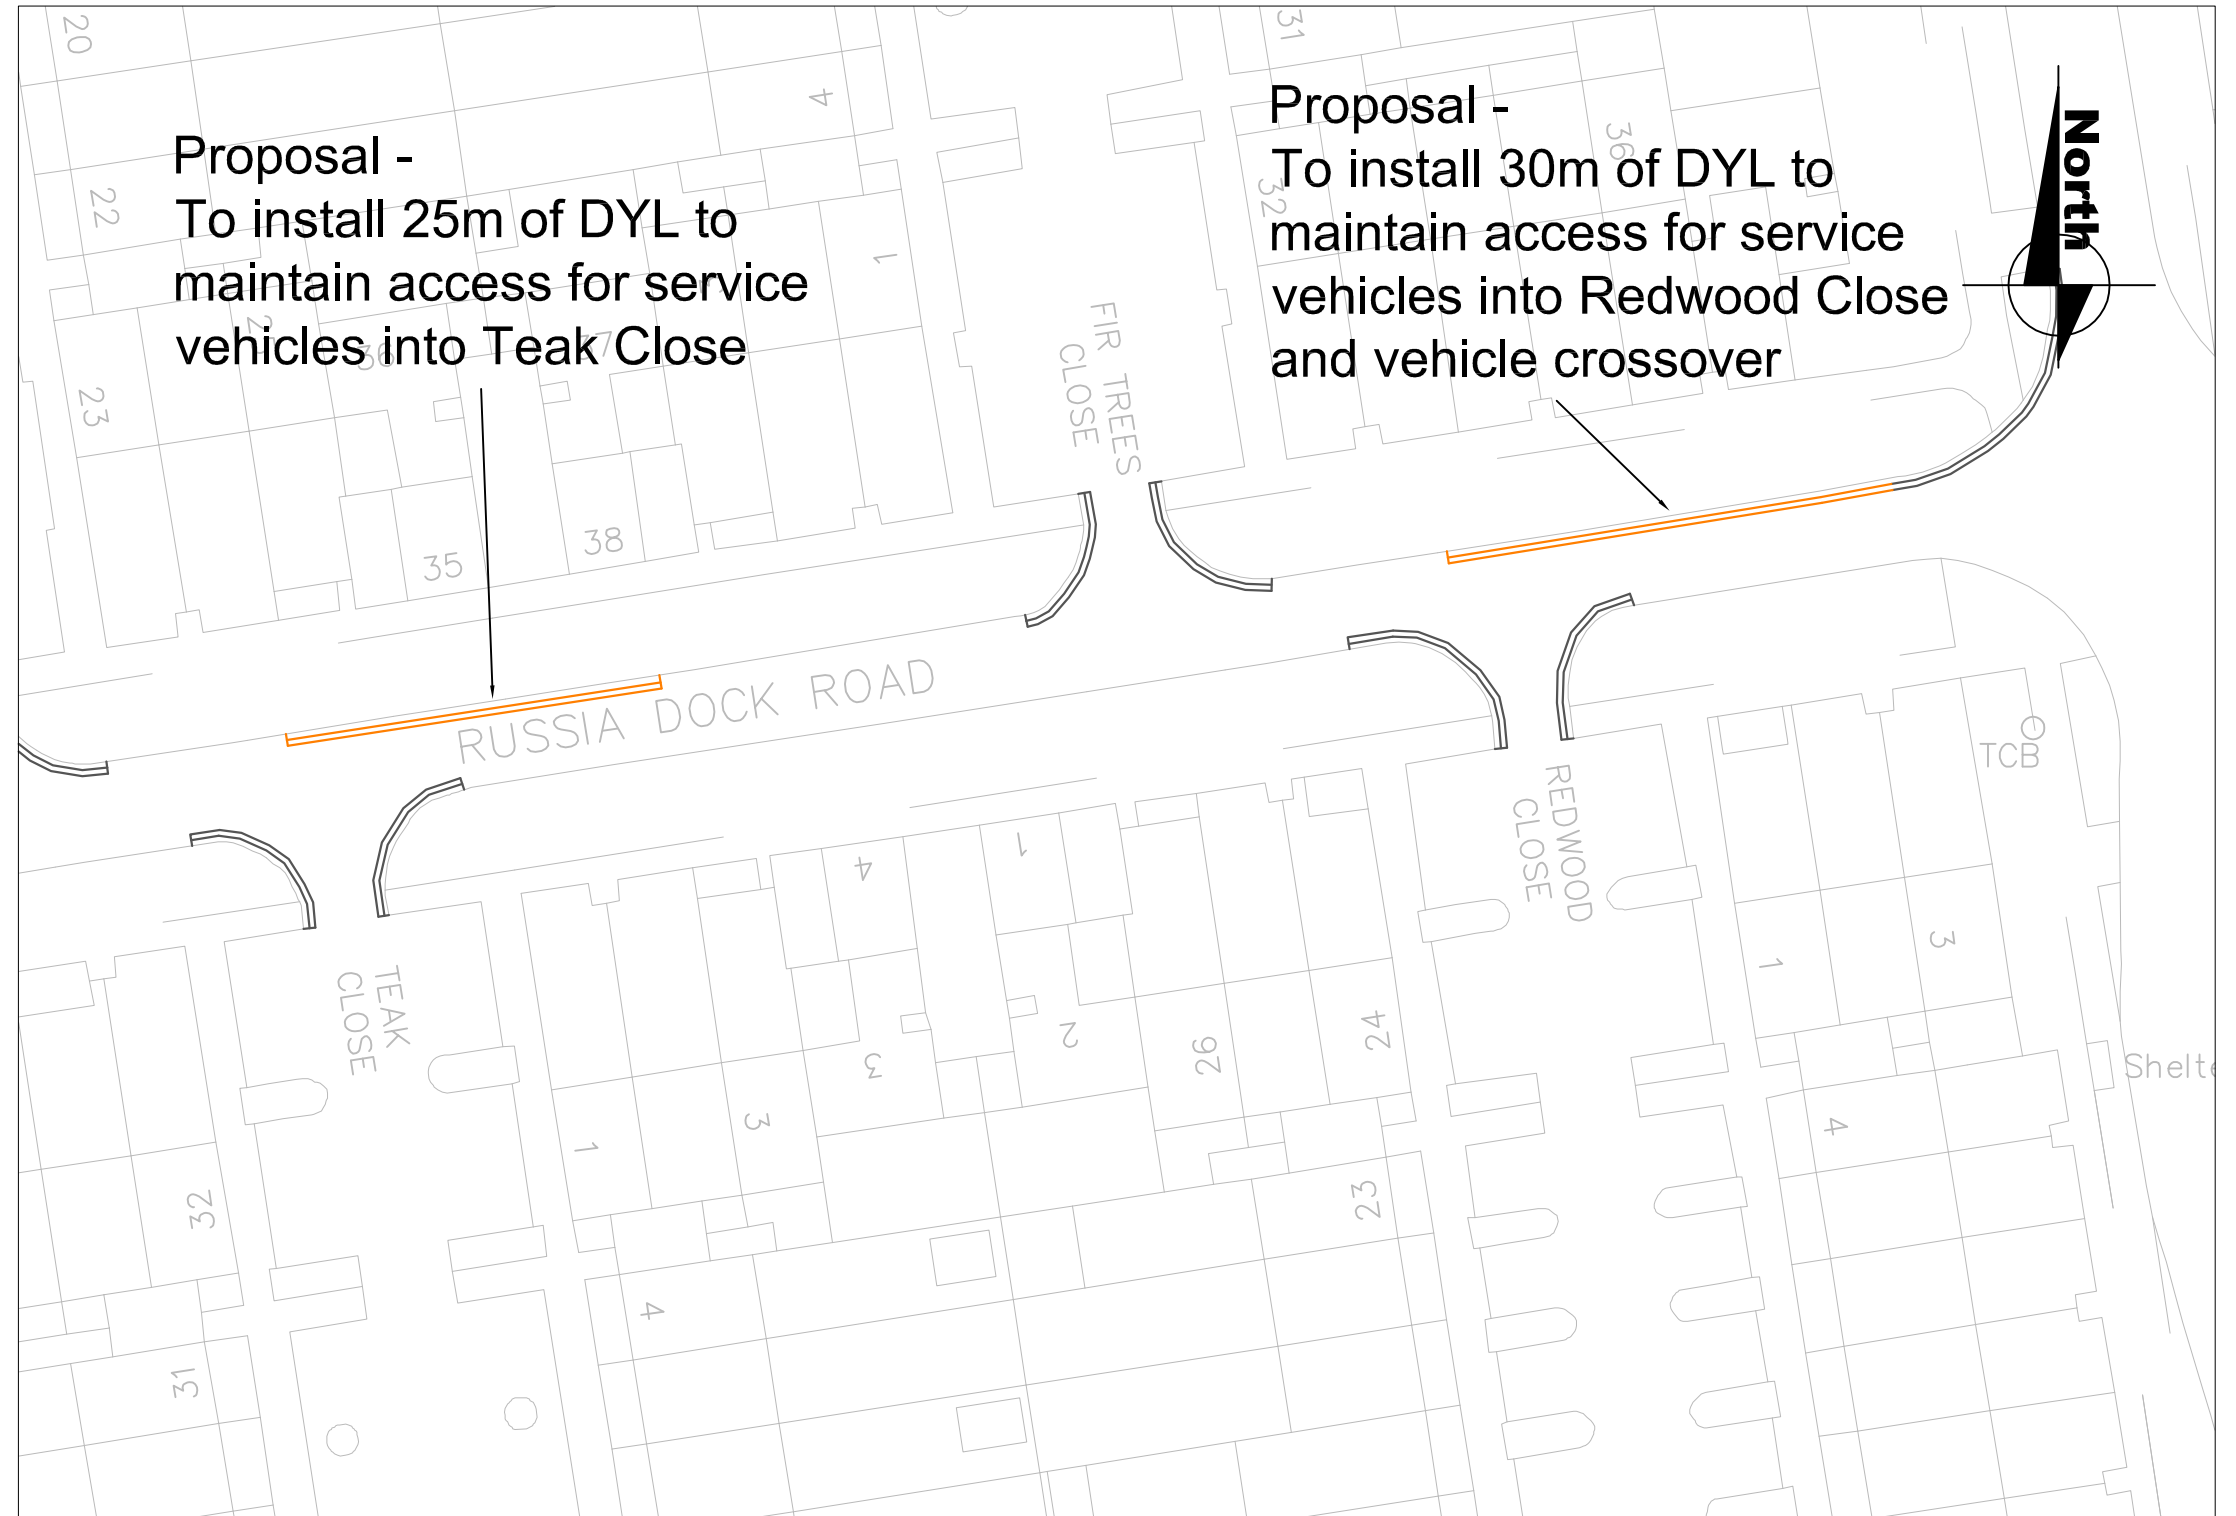 20
22
23
4
Proposal -
To install 25m of DYL to
maintain access for service
vehicles into Teak Close
36
37
1
35
38
31
32
36
Proposal -
To install 30m of DYL to
maintain access for service
vehicles into Redwood Close
and vehicle crossover
North
FIR TREES
CLOSE
RUSSIA DOCK ROAD
TEAK
CLOSE
REDWOOD
CLOSE
TCB
Shelte
4
1
3
2
26
24
23
1
3
4
1
3
4
32
31